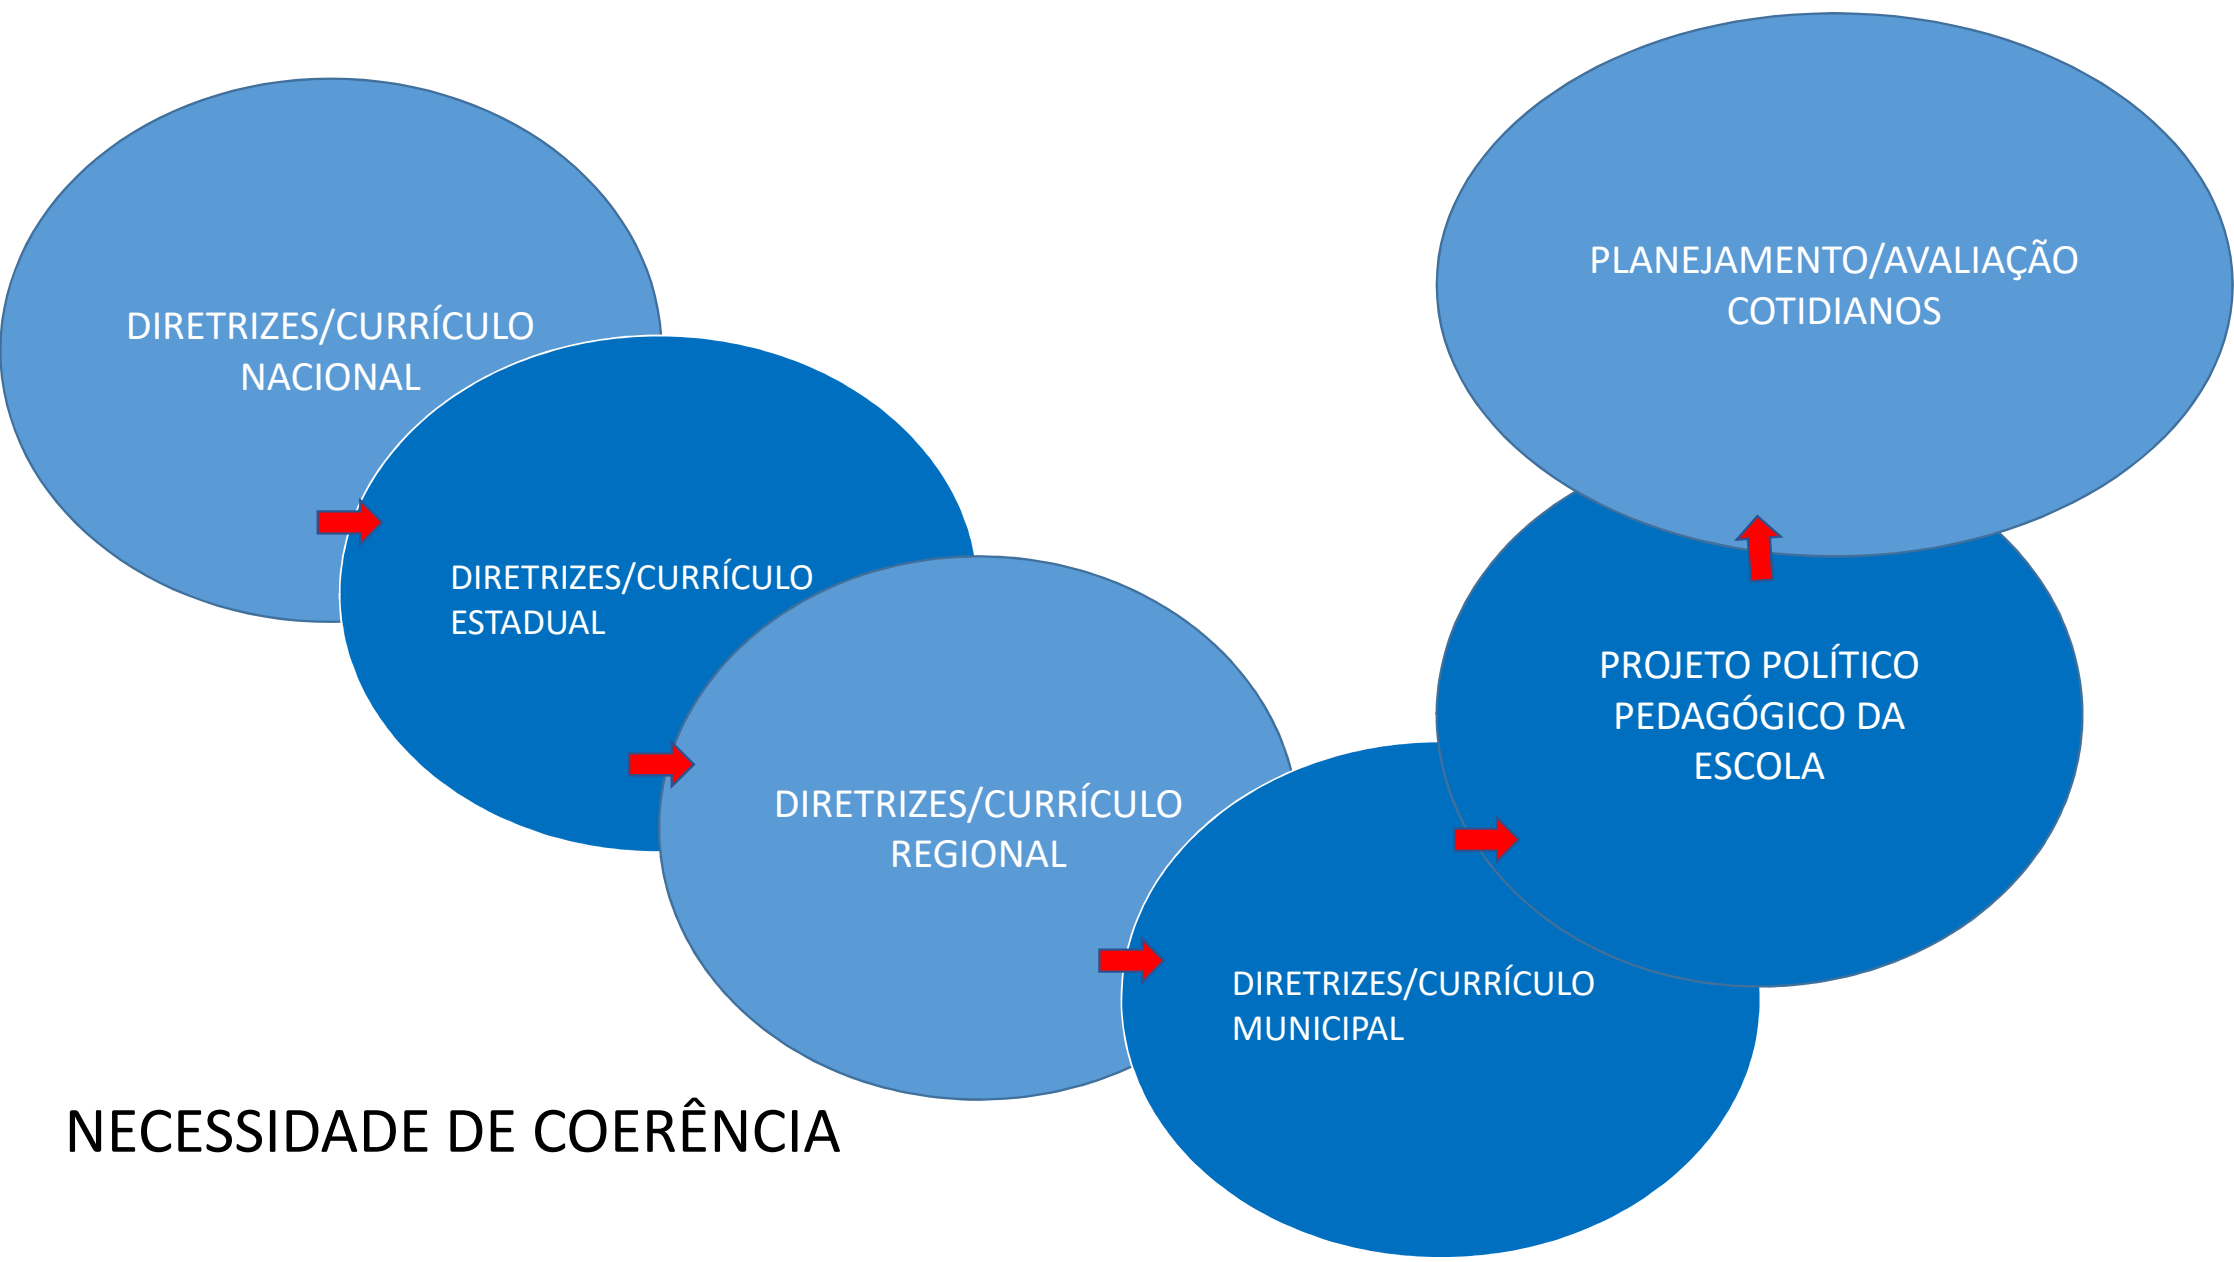 DIRETRIZES/CURRÍCULO
NACIONAL
DIRETRIZES/CURRÍCULO
ESTADUAL
DIRETRIZES/CURRÍCULO
REGIONAL
DIRETRIZES/CURRÍCULO
MUNICIPAL
PROJETO POLÍTICO
PEDAGÓGICO DA
ESCOLA
PLANEJAMENTO/AVALIAÇÃO
COTIDIANOS
NECESSIDADE DE COERÊNCIA